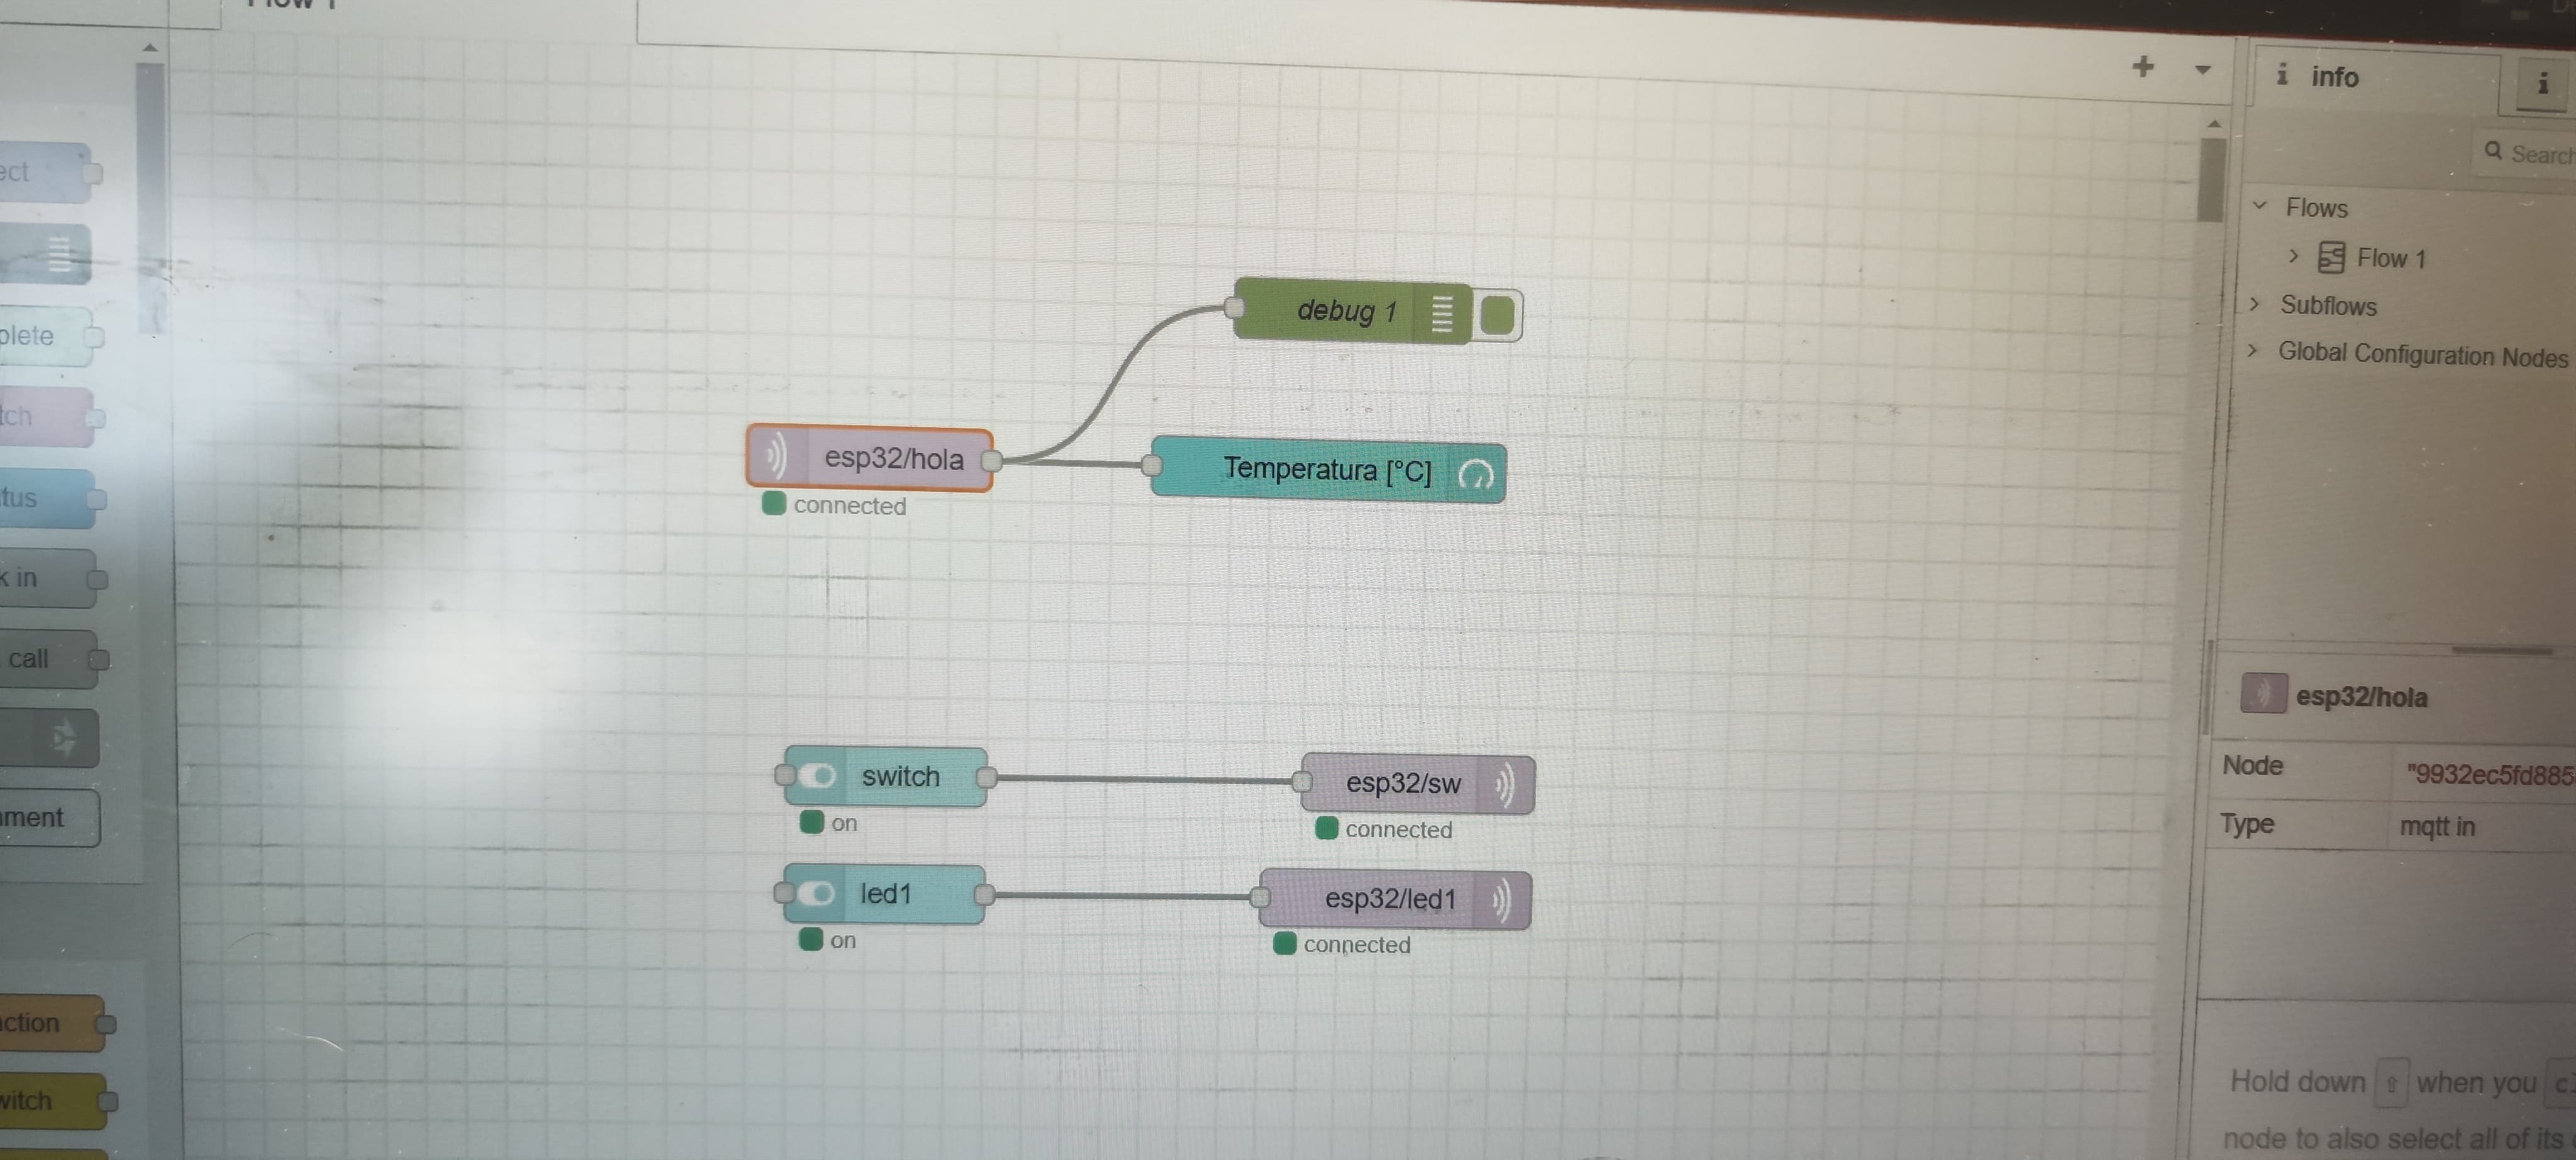 Flow 1
info
Search
Flows
Flow 1
Subflows
Global Configuration Nodes
ect
plete
tch
tus
k in
call
ment
ction
witch
debug 1
esp32/hola
connected
Temperatura [°C]
switch
on
esp32/sw
connected
led1
on
esp32/led1
connected
esp32/hola
Node "9932ec5fd885
Type mqtt in
Hold down ⇧ when you
node to also select all of its